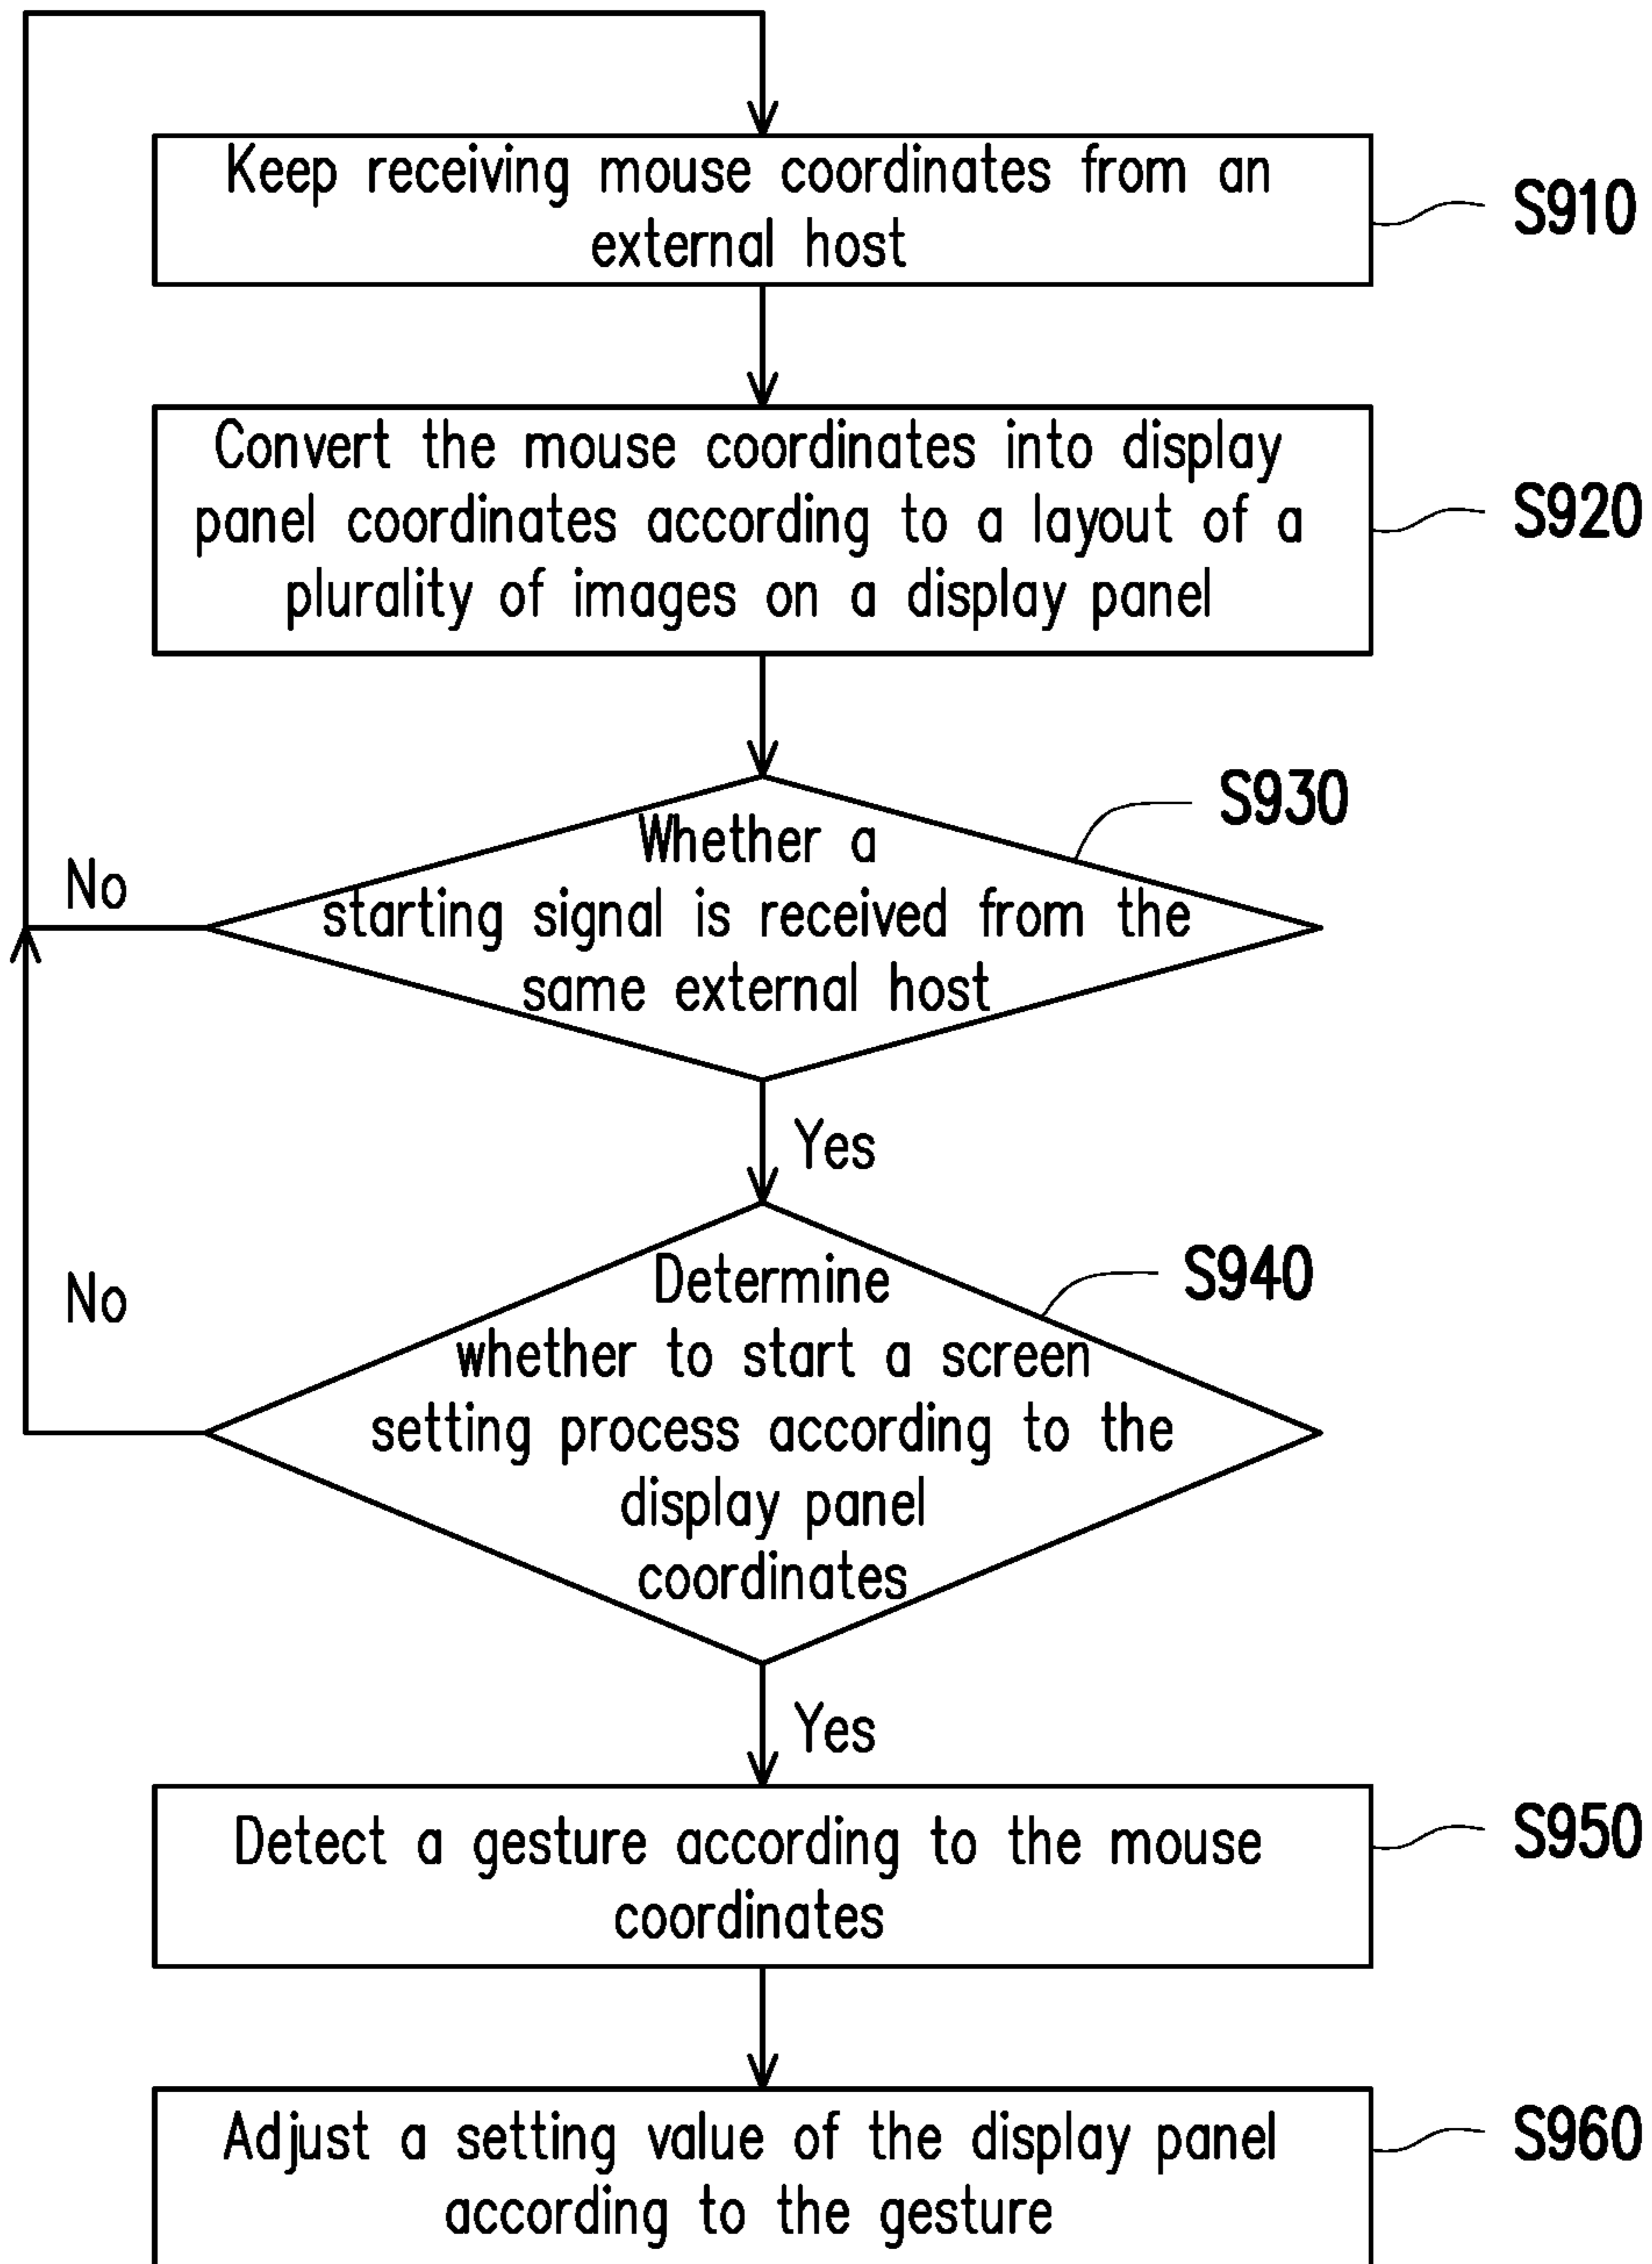 Keep receiving mouse coordinates from an
external host
S910
Convert the mouse coordinates into display
panel coordinates according to a layout of a
plurality of images on a display panel
S920
Whether a
starting signal is received from the
same external host
S930
No
Yes
Determine
whether to start a screen
setting process according to the
display panel
coordinates
S940
No
Yes
Detect a gesture according to the mouse
coordinates
S950
Adjust a setting value of the display panel
according to the gesture
S960